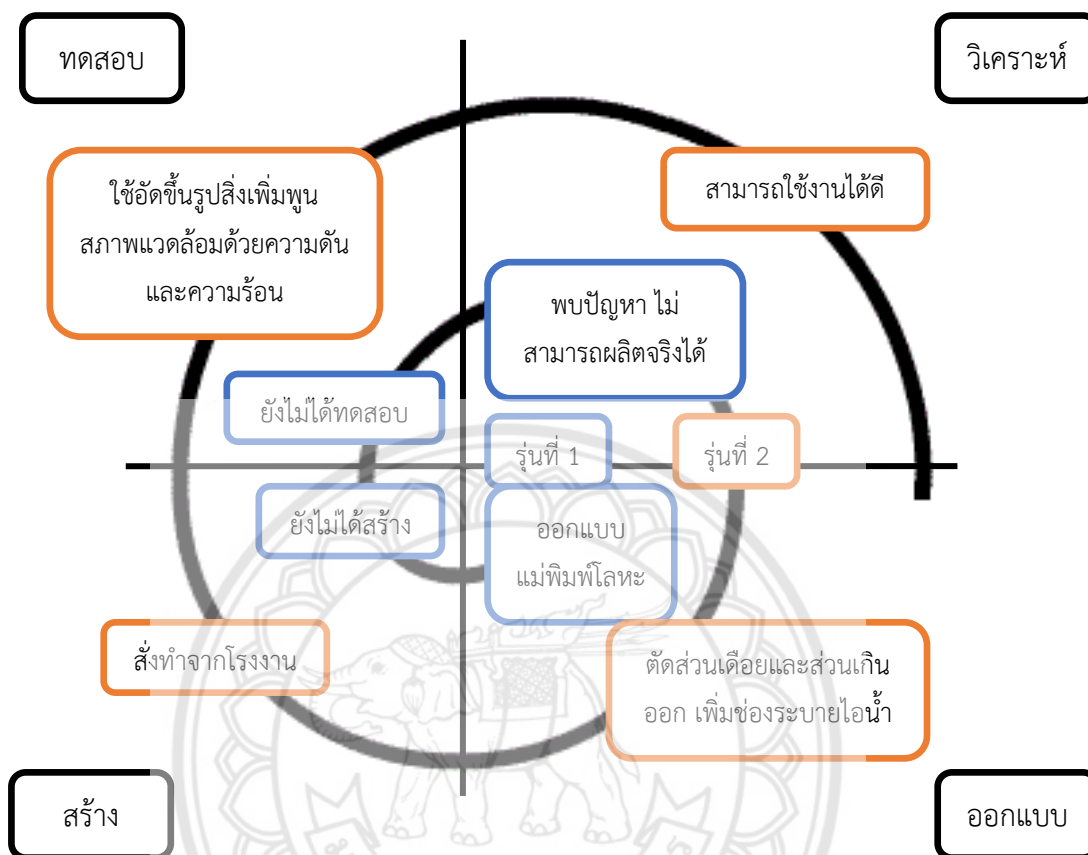 ทดสอบ
วิเคราะห์
ใช้อัดขึ้นรูปสิ่งเพิ่มพูน
สภาพแวดล้อมด้วยความดัน
และความร้อน
สามารถใช้งานได้ดี
พบปัญหา ไม่
สามารถผลิตจริงได้
ยังไม่ได้ทดสอบ
รุ่นที่ 1
รุ่นที่ 2
ยังไม่ได้สร้าง
ออกแบบ
แม่พิมพ์โลหะ
สั่งทำจากโรงงาน
ตัดส่วนเดือยและส่วนเกิน
ออก เพิ่มช่องระบายไอน้ำ
สร้าง
ออกแบบ